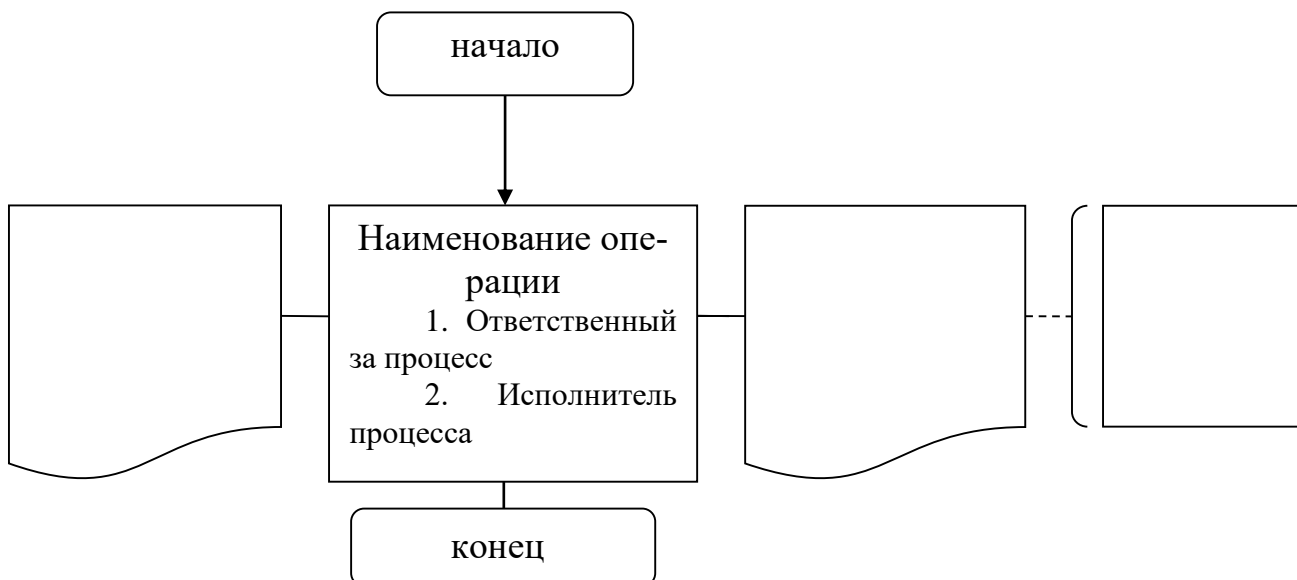 начало
Наименование опе-
рации
1. Ответственный
за процесс
2. Исполнитель
процесса
конец